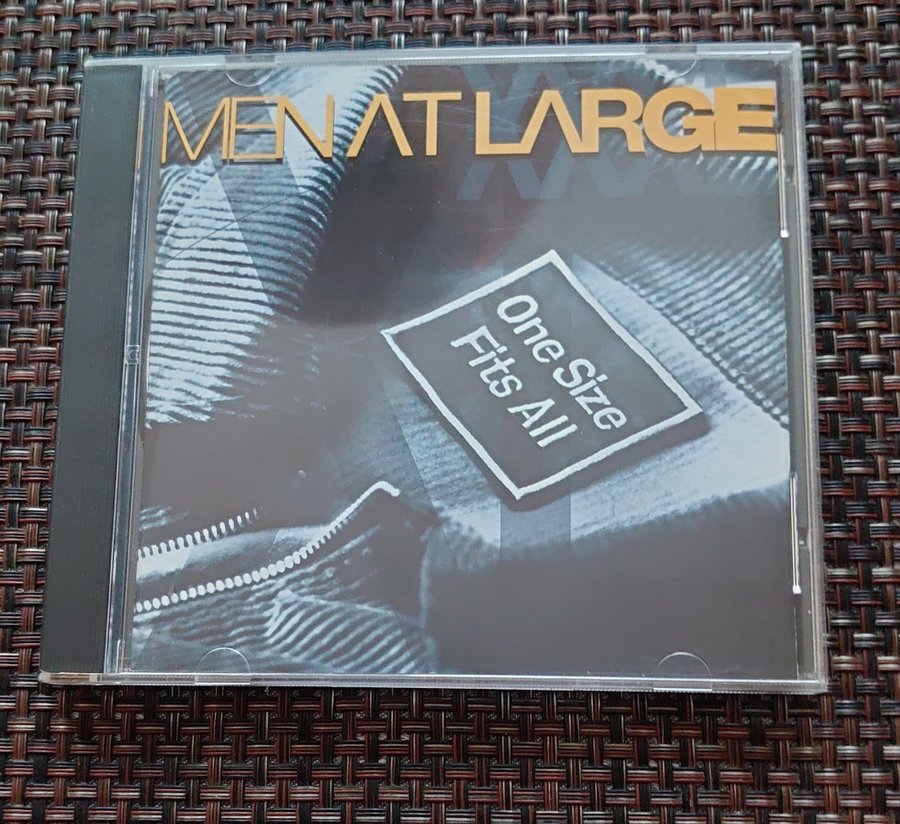 MEN AT LARGE
One Size
Fits All